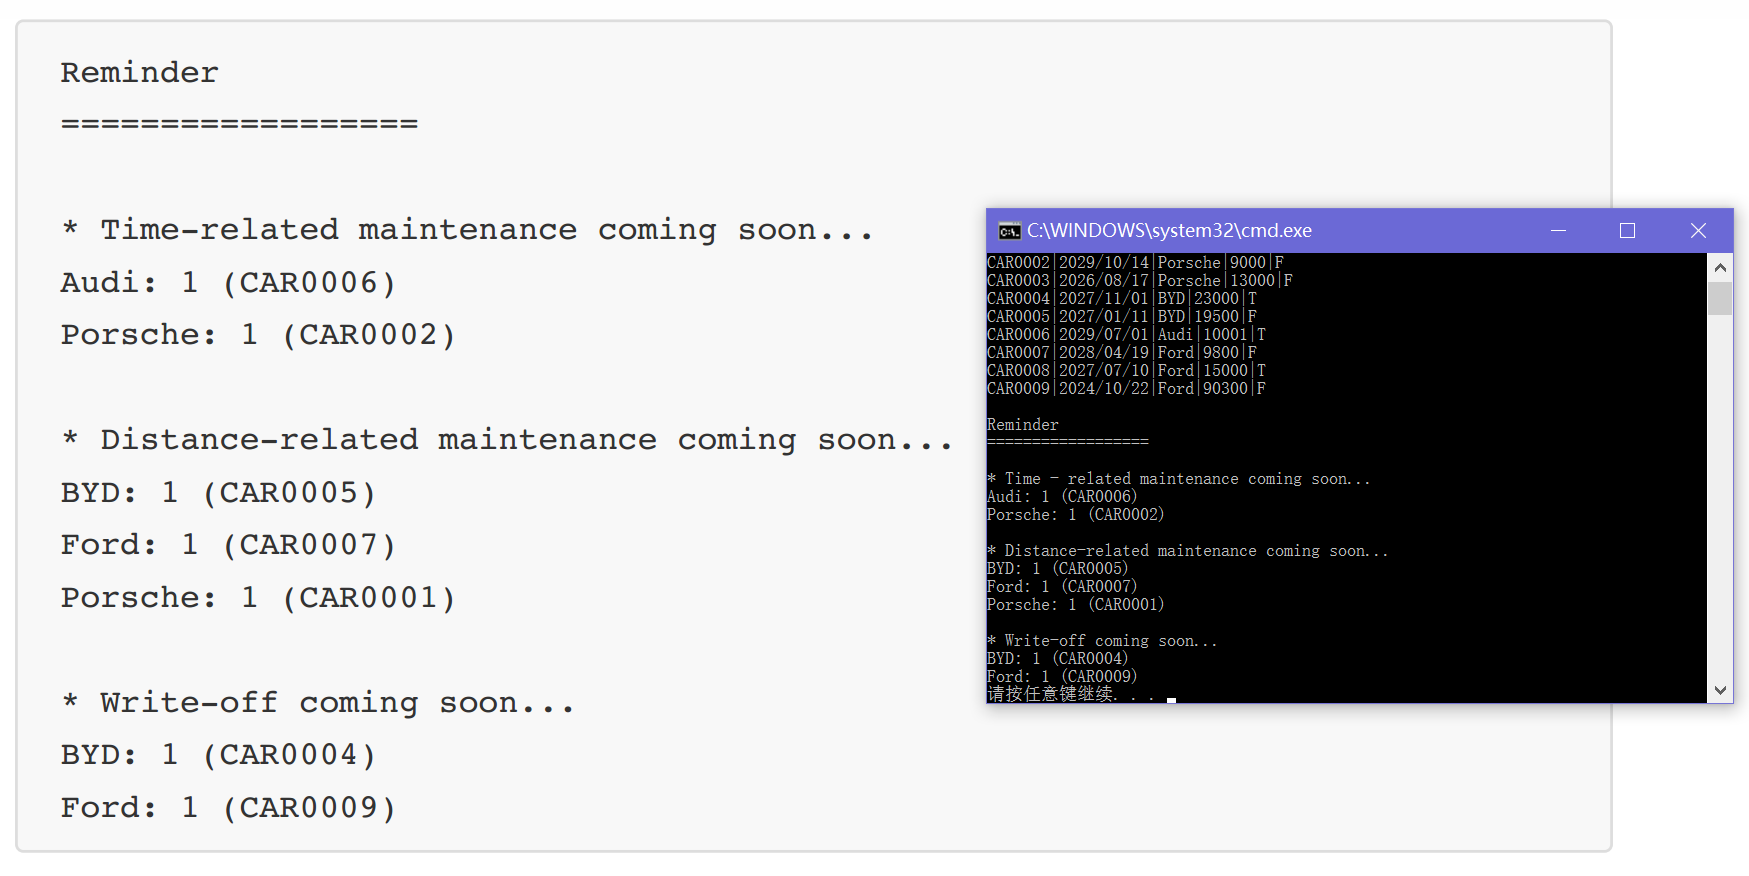 Reminder
==================
* Time-related maintenance coming soon...
Audi: 1 (CAR0006)
Porsche: 1 (CAR0002)
* Distance-related maintenance coming soon...
BYD: 1 (CAR0005)
Ford: 1 (CAR0007)
Porsche: 1 (CAR0001)
* Write-off coming soon...
BYD: 1 (CAR0004)
Ford: 1 (CAR0009)
C:\WINDOWS\system32\cmd.exe
CAR0002|2029/10/14|Porsche|9000|F
CAR0003|2026/08/17|Porsche|13000|F
CAR0004|2027/11/01|BYD|23000|T
CAR0005|2027/01/11|BYD|19500|F
CAR0006|2029/07/01|Audi|10001|T
CAR0007|2028/04/19|Ford|9800|F
CAR0008|2027/07/10|Ford|15000|T
CAR0009|2024/10/22|Ford|90300|F
Reminder
==================
* Time - related maintenance coming soon...
Audi: 1 (CAR0006)
Porsche: 1 (CAR0002)
* Distance-related maintenance coming soon...
BYD: 1 (CAR0005)
Ford: 1 (CAR0007)
Porsche: 1 (CAR0001)
* Write-off coming soon...
BYD: 1 (CAR0004)
Ford: 1 (CAR0009)
请按任意键继续. . .